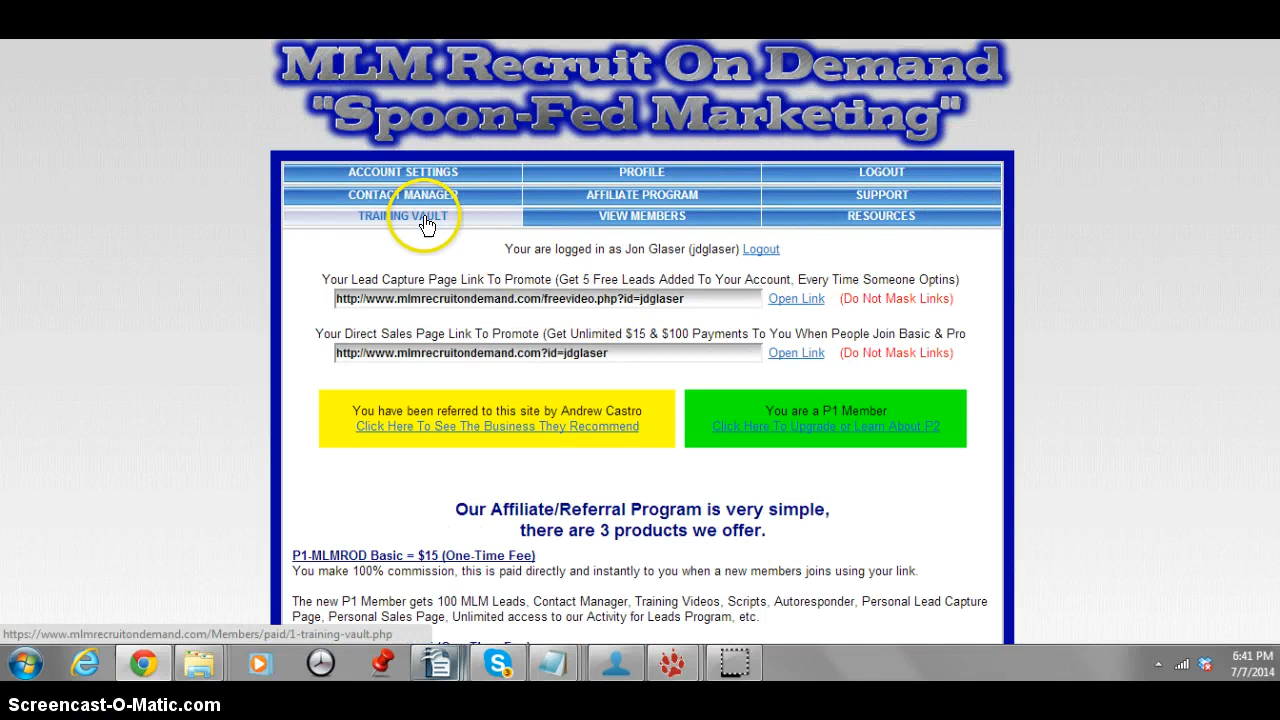 MLM Recruit On Demand
"Spoon-Fed Marketing"
ACCOUNT SETTINGS PROFILE LOGOUT
CONTACT MANAGER AFFILIATE PROGRAM SUPPORT
TRAINING VAULT VIEW MEMBERS RESOURCES
Your are logged in as Jon Glaser (jdglaser) Logout
Your Lead Capture Page Link To Promote (Get 5 Free Leads Added To Your Account, Every Time Someone Optins)
http://www.mlmrecruitondemand.com/freevideo.php?id=jdglaser Open Link (Do Not Mask Links)
Your Direct Sales Page Link To Promote (Get Unlimited $15 & $100 Payments To You When People Join Basic & Pro
http://www.mlmrecruitondemand.com?id=jdglaser Open Link (Do Not Mask Links)
You have been referred to this site by Andrew Castro
Click Here To See The Business They Recommend
You are a P1 Member
Click Here To Upgrade or Learn About P2
Our Affiliate/Referral Program is very simple,
there are 3 products we offer.
P1-MLMROD Basic = $15 (One-Time Fee)
You make 100% commission, this is paid directly and instantly to you when a new members joins using your link.
The new P1 Member gets 100 MLM Leads, Contact Manager, Training Videos, Scripts, Autoresponder, Personal Lead Capture
Page, Personal Sales Page, Unlimited access to our Activity for Leads Program, etc.
https://www.mlmrecruitondemand.com/Members/paid/1-training-vault.php
6:41 PM
7/7/2014
Screencast-O-Matic.com